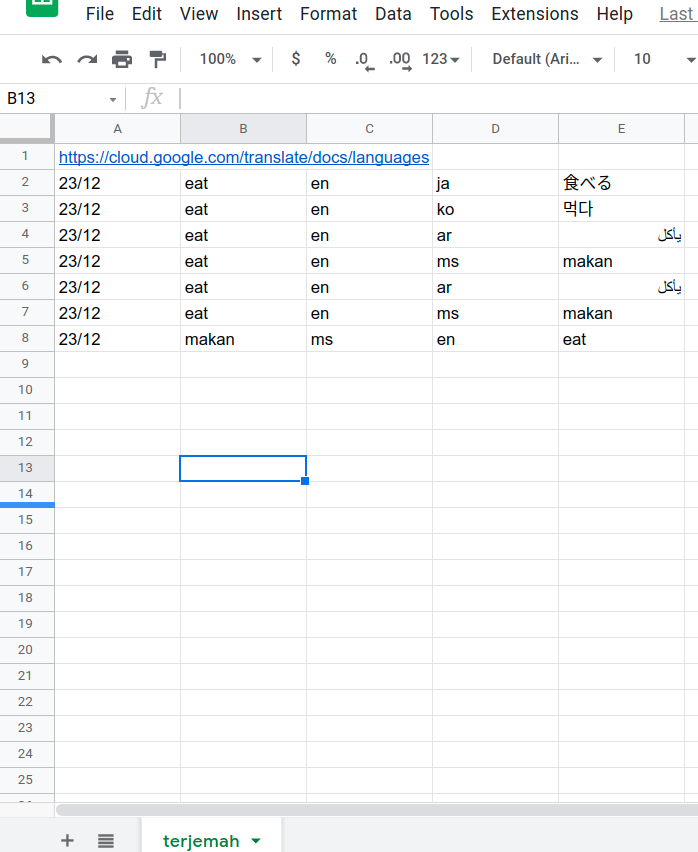 File Edit View Insert Format Data Tools Extensions Help Last
100% $ % .0 .00 123 Default (Ari... 10
B13 fx
A B C D E
1 https://cloud.google.com/translate/docs/languages
2 23/12 eat en ja 食べる
3 23/12 eat en ko 먹다
4 23/12 eat en ar يأكل
5 23/12 eat en ms makan
6 23/12 eat en ar يأكل
7 23/12 eat en ms makan
8 23/12 makan ms en eat
9
10
11
12
13
14
15
16
17
18
19
20
21
22
23
24
25
+ terjemah